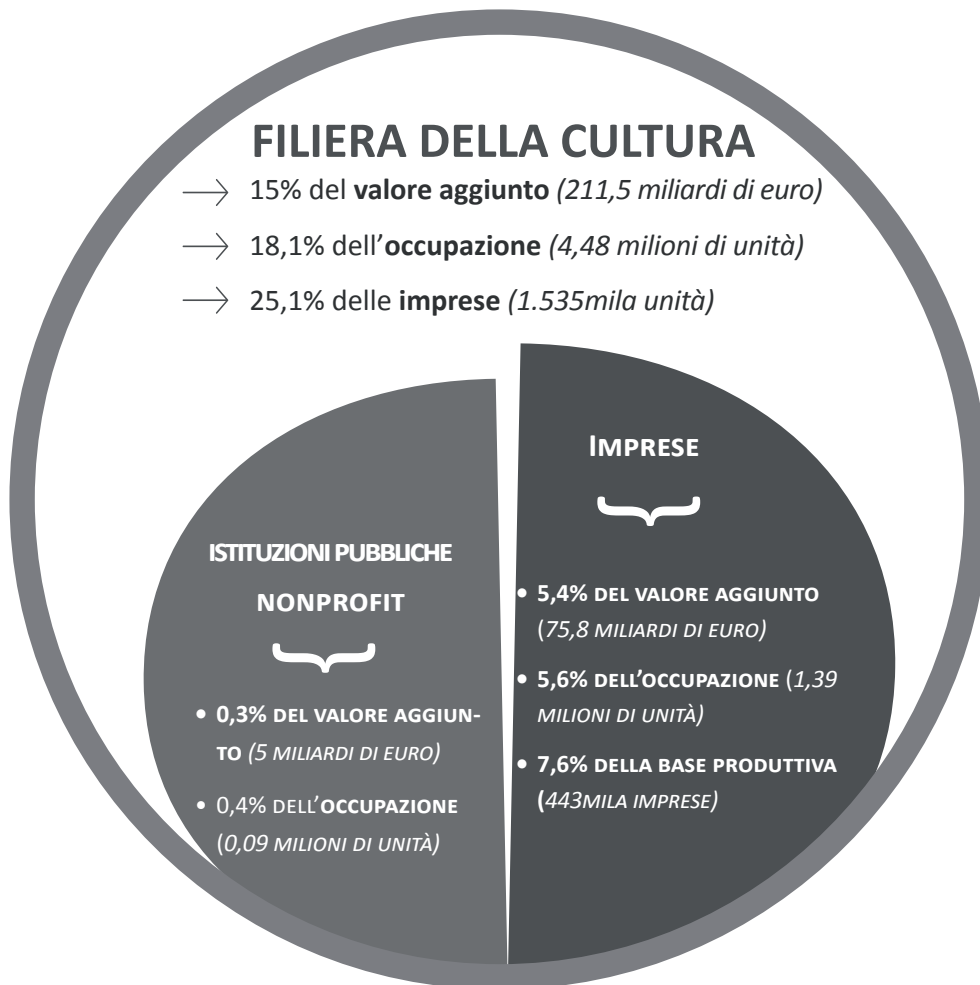 FILIERA DELLA CULTURA
→ 15% del valore aggiunto (211,5 miliardi di euro)
→ 18,1% dell'occupazione (4,48 milioni di unità)
→ 25,1% delle imprese (1.535mila unità)
ISTITUZIONI PUBBLICHE
NONPROFIT
• 0,3% DEL VALORE AGGIUN-
TO (5 MILIARDI DI EURO)
• 0,4% DELL'OCCUPAZIONE
(0,09 MILIONI DI UNITÀ)
IMPRESE
• 5,4% DEL VALORE AGGIUNTO
(75,8 MILIARDI DI EURO)
• 5,6% DELL'OCCUPAZIONE (1,39
MILIONI DI UNITÀ)
• 7,6% DELLA BASE PRODUTTIVA
(443MILA IMPRESE)